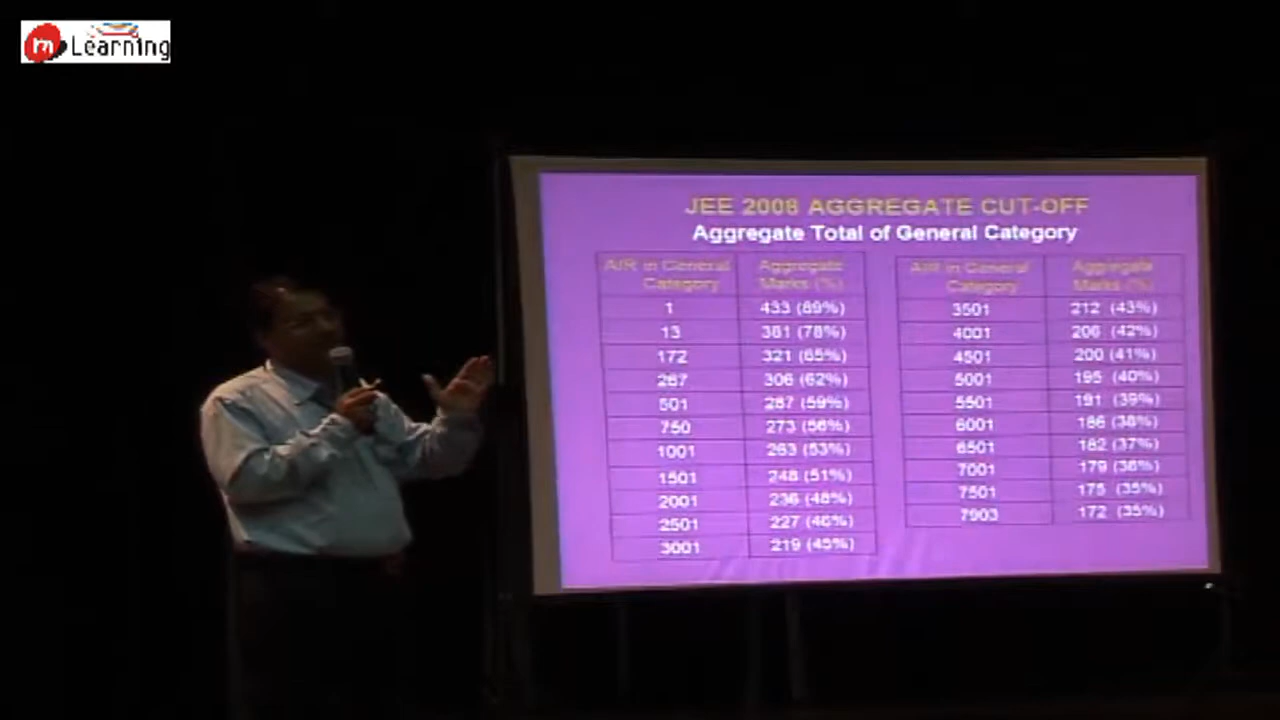 m Learning
JEE 2008 AGGREGATE CUT-OFF
Aggregate Total of General Category
AIR in General Category Aggregate Marks (%)
1 433 (89%)
13 381 (78%)
172 321 (65%)
267 306 (62%)
501 287 (59%)
750 273 (56%)
1001 263 (53%)
1501 248 (51%)
2001 236 (48%)
2501 227 (46%)
3001 219 (45%)
AIR in General Category Aggregate Marks (%)
3501 212 (43%)
4001 206 (42%)
4501 200 (41%)
5001 195 (40%)
5501 191 (39%)
6001 186 (38%)
6501 182 (37%)
7001 179 (36%)
7501 175 (35%)
7903 172 (35%)